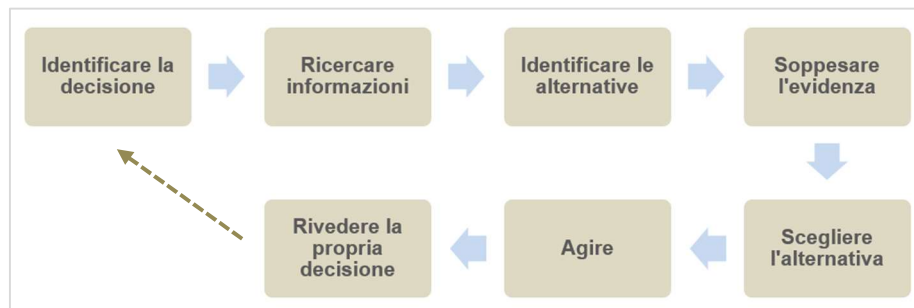 Identificare la
decisione
Ricercare
informazioni
Identificare le
alternative
Soppesare
l'evidenza
Scegliere
l'alternativa
Agire
Rivedere la
propria
decisione